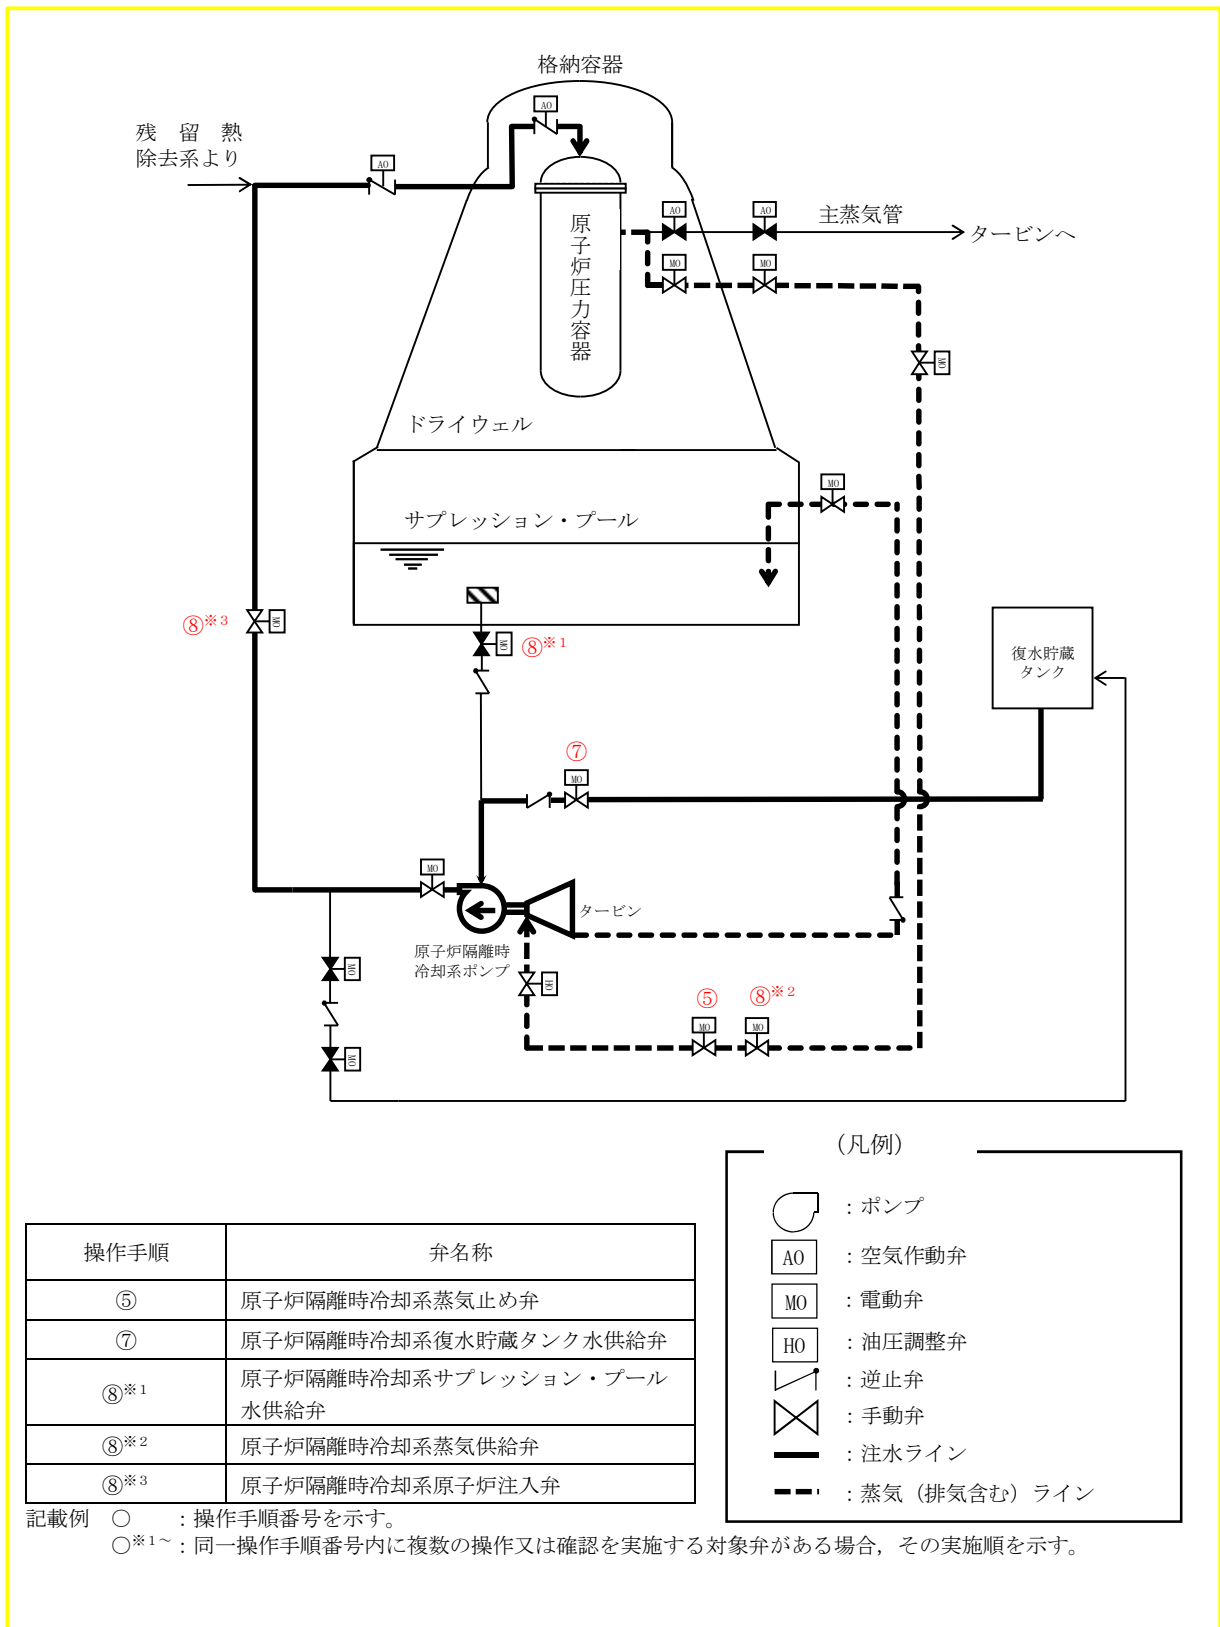 格納容器
AO
残留熱
除去系より
AO
原子炉圧力容器
AO
AO
主蒸気管
タービンへ
MO
MO
MO
ドライウェル
MO
サプレッション・プール
⑧※3
MO
MO
⑧※1
復水貯蔵
タンク
⑦
MO
MO
タービン
原子炉隔離時
冷却系ポンプ
MO
HO
⑤
⑧※2
MO
MO
MO
(凡例)
:ポンプ
AO :空気作動弁
MO :電動弁
HO :油圧調整弁
:逆止弁
:手動弁
:注水ライン
:蒸気(排気含む)ライン
操作手順 弁名称
⑤ 原子炉隔離時冷却系蒸気止め弁
⑦ 原子炉隔離時冷却系復水貯蔵タンク水供給弁
⑧※1 原子炉隔離時冷却系サプレッション・プール
水供給弁
⑧※2 原子炉隔離時冷却系蒸気供給弁
⑧※3 原子炉隔離時冷却系原子炉注入弁
記載例 ○ :操作手順番号を示す。
○※1~:同一操作手順番号内に複数の操作又は確認を実施する対象弁がある場合,その実施順を示す。